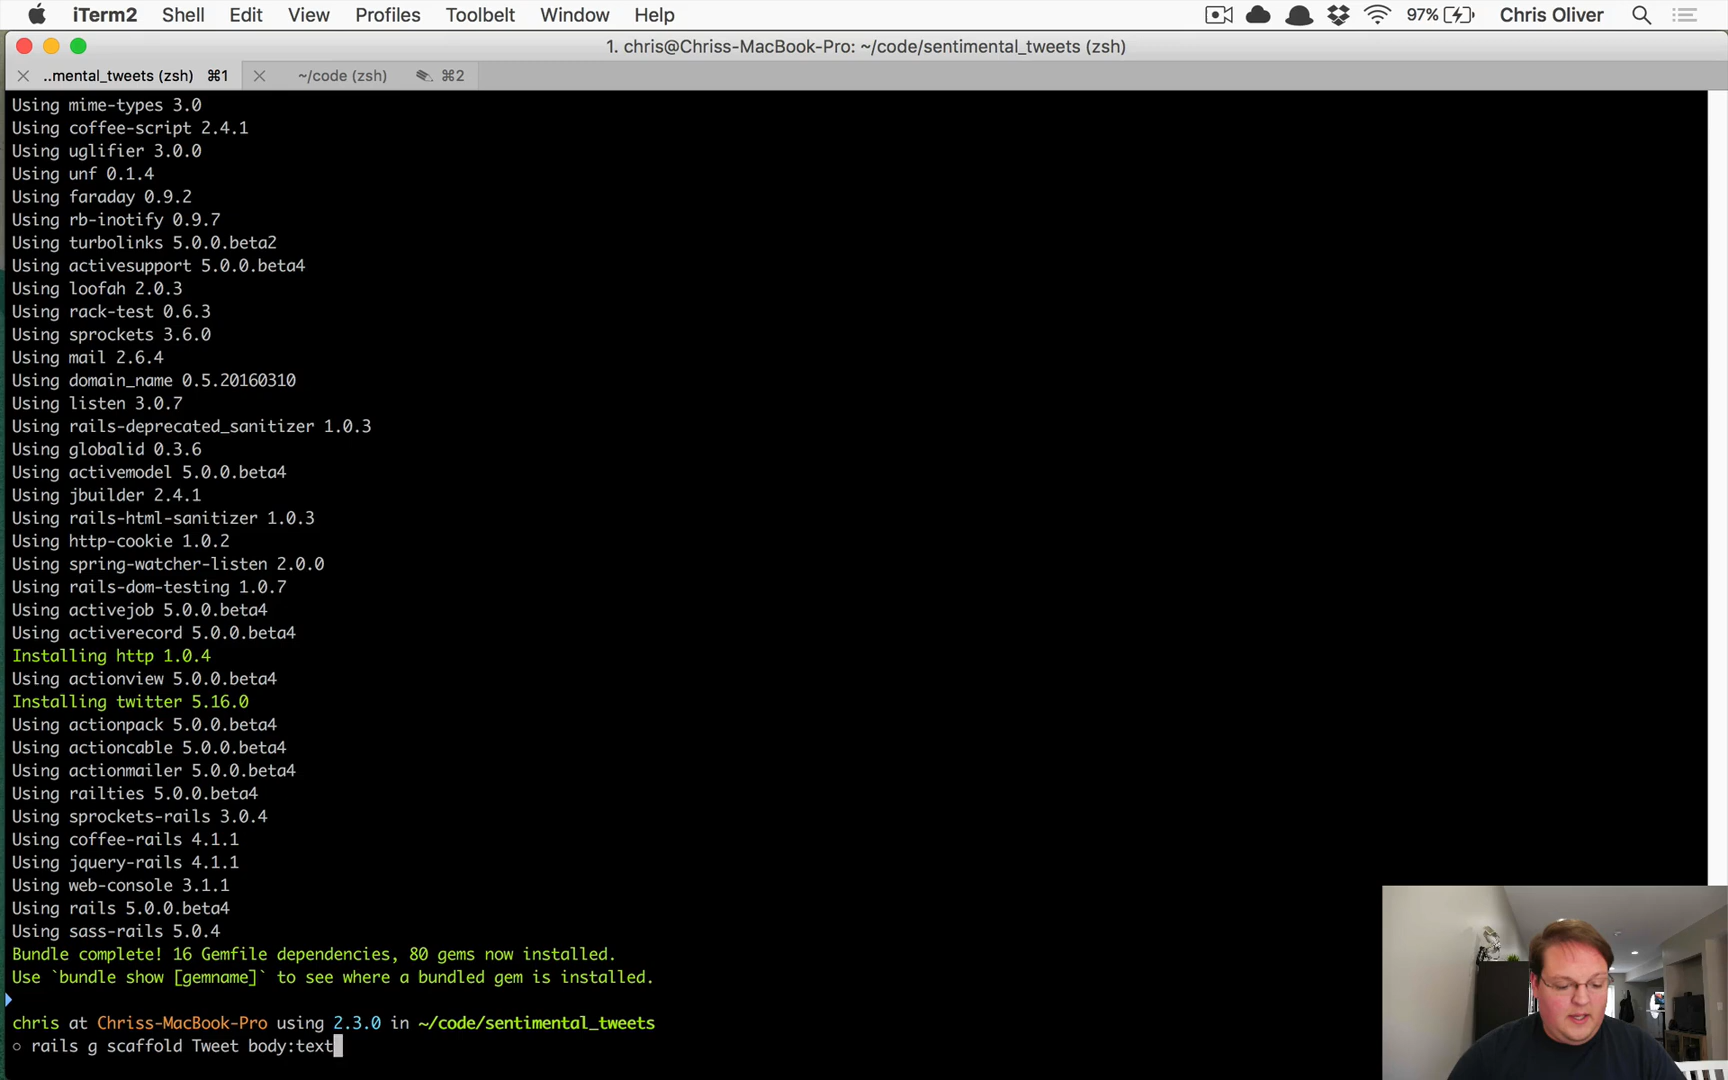 iTerm2 Shell Edit View Profiles Toolbelt Window Help 97% Chris Oliver
1. chris@Chriss-MacBook-Pro: ~/code/sentimental_tweets (zsh)
..mental_tweets (zsh) ⌘1 ~/code (zsh) ⌘2
Using mime-types 3.0
Using coffee-script 2.4.1
Using uglifier 3.0.0
Using unf 0.1.4
Using faraday 0.9.2
Using rb-inotify 0.9.7
Using turbolinks 5.0.0.beta2
Using activesupport 5.0.0.beta4
Using loofah 2.0.3
Using rack-test 0.6.3
Using sprockets 3.6.0
Using mail 2.6.4
Using domain_name 0.5.20160310
Using listen 3.0.7
Using rails-deprecated_sanitizer 1.0.3
Using globalid 0.3.6
Using activemodel 5.0.0.beta4
Using jbuilder 2.4.1
Using rails-html-sanitizer 1.0.3
Using http-cookie 1.0.2
Using spring-watcher-listen 2.0.0
Using rails-dom-testing 1.0.7
Using activejob 5.0.0.beta4
Using activerecord 5.0.0.beta4
Installing http 1.0.4
Using actionview 5.0.0.beta4
Installing twitter 5.16.0
Using actionpack 5.0.0.beta4
Using actioncable 5.0.0.beta4
Using actionmailer 5.0.0.beta4
Using railties 5.0.0.beta4
Using sprockets-rails 3.0.4
Using coffee-rails 4.1.1
Using jquery-rails 4.1.1
Using web-console 3.1.1
Using rails 5.0.0.beta4
Using sass-rails 5.0.4
Bundle complete! 16 Gemfile dependencies, 80 gems now installed.
Use `bundle show [gemname]` to see where a bundled gem is installed.
chris at Chriss-MacBook-Pro using 2.3.0 in ~/code/sentimental_tweets
○ rails g scaffold Tweet body:text